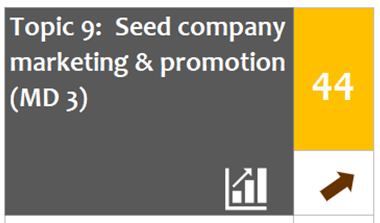 Topic 9: Seed company
marketing & promotion
(MD 3)
44